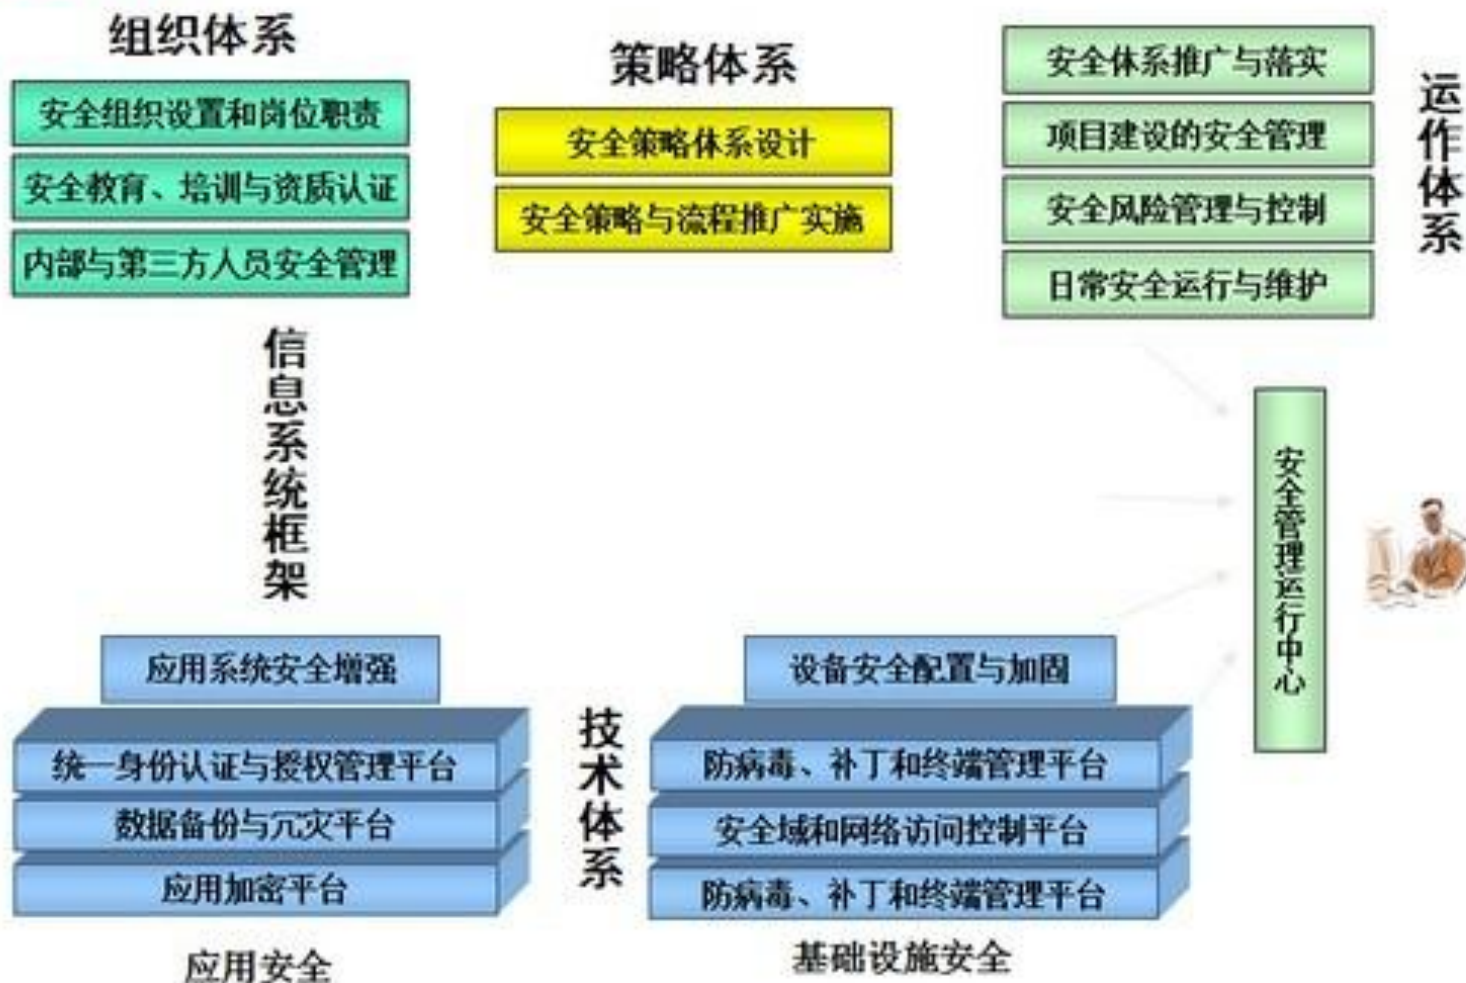 组织体系
安全组织设置和岗位职责
安全教育、培训与资质认证
内部与第三方人员安全管理
策略体系
安全策略体系设计
安全策略与流程推广实施
运作体系
安全体系推广与落实
项目建设的安全管理
安全风险管理与控制
日常安全运行与维护
信息系统框架
安全管理运行中心
应用系统安全增强
统一身份认证与授权管理平台
数据备份与冗灾平台
应用加密平台
应用安全
技术体系
设备安全配置与加固
防病毒、补丁和终端管理平台
安全域和网络访问控制平台
防病毒、补丁和终端管理平台
基础设施安全